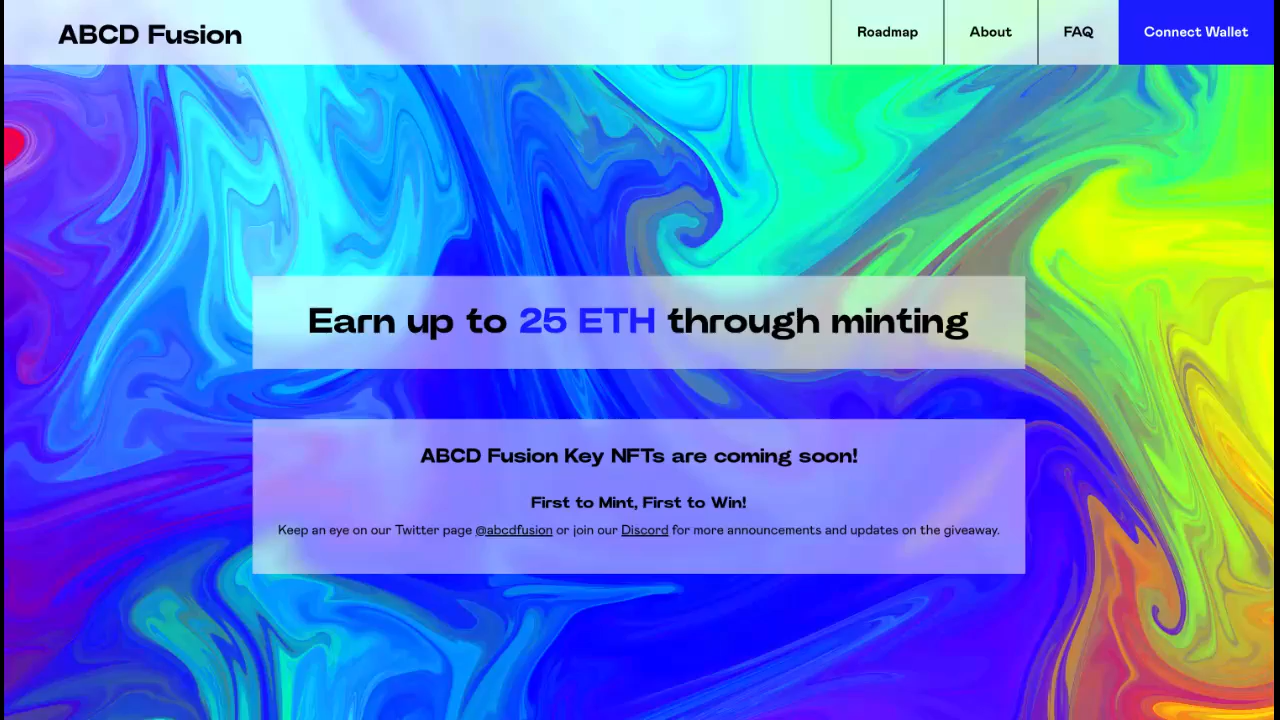 ABCD Fusion
Roadmap
About
FAQ
Connect Wallet
Earn up to 25 ETH through minting
ABCD Fusion Key NFTs are coming soon!
First to Mint, First to Win!
Keep an eye on our Twitter page @abcdfusion or join our Discord for more announcements and updates on the giveaway.